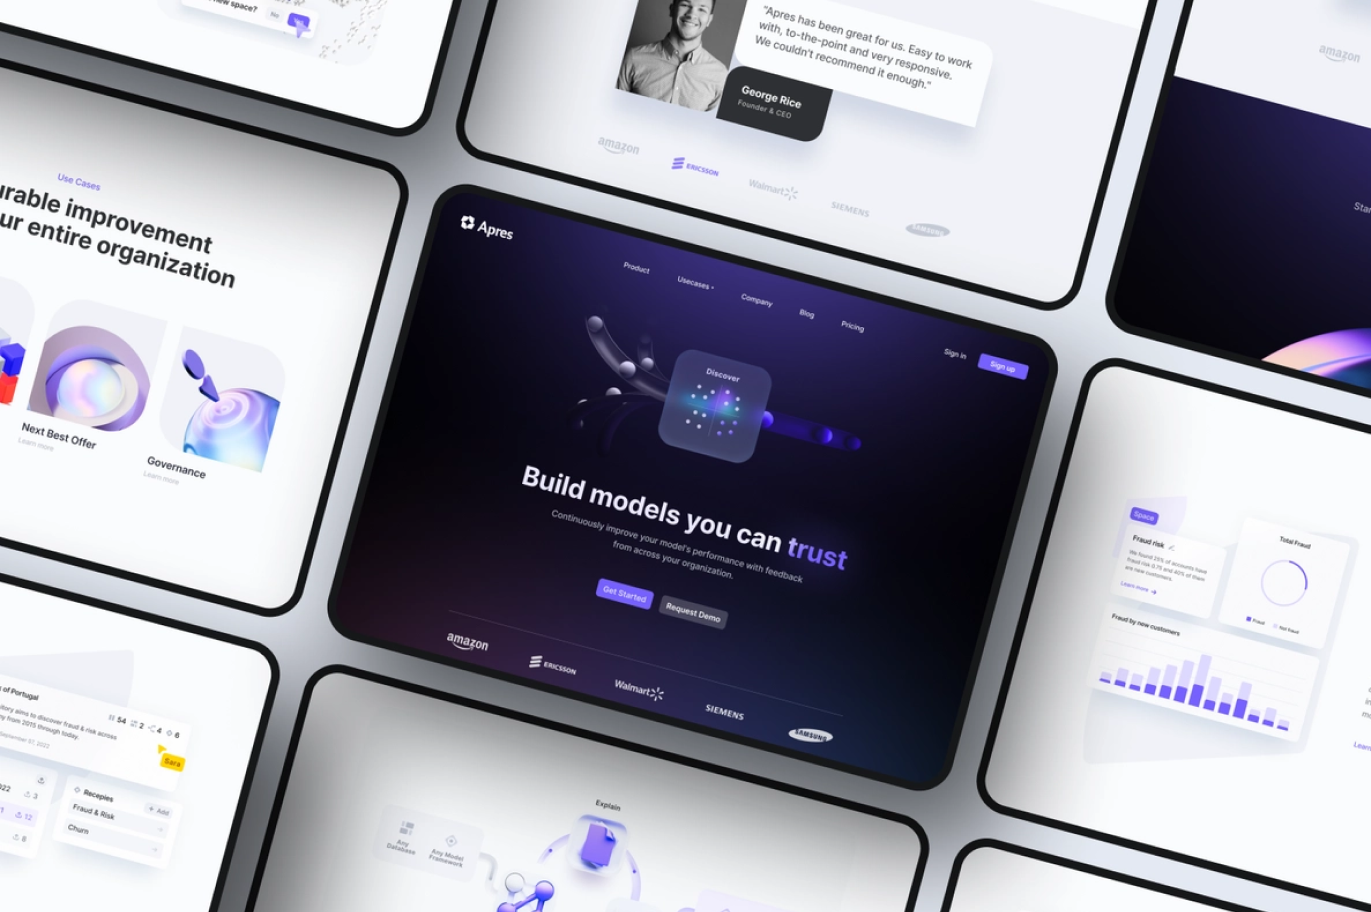 new space?
No
Yes
"Apres has been great for us. Easy to work
with, to-the-point and very responsive.
We couldn't recommend it enough."
George Rice
Founder & CEO
amazon
ERICSSON
Walmart
SIEMENS
SAMSUNG
amazon
Use Cases
urable improvement
ur entire organization
Next Best Offer
Learn more
Governance
Learn more
Apres
Product
Usecases
Company
Blog
Pricing
Sign in
Sign up
Discover
Build models you can trust
Continuously improve your model's performance with feedback
from across your organization.
Get Started
Request Demo
amazon
ERICSSON
Walmart
SIEMENS
SAMSUNG
Star
Space
Fraud risk
We found 25% of accounts have
fraud risk 0.75 and 40% of them
are new customers.
Learn more
Total Fraud
Fraud
Not fraud
Fraud by new customers
Learn
of Portugal
54
2
4
6
tory aims to discover fraud & risk across
ny from 2015 through today.
September 07, 2022
Sara
022
3
1
12
8
Recepies
Add
Fraud & Risk
Churn
Explain
Any
Database
Any Model
Framework